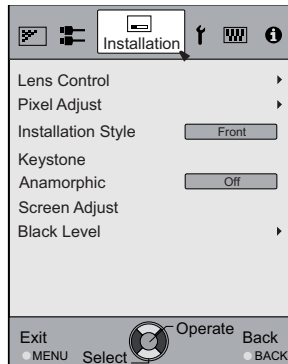 Installation
Lens Control
Pixel Adjust
Installation Style Front
Keystone
Anamorphic Off
Screen Adjust
Black Level
Exit Operate Back
MENU Select BACK